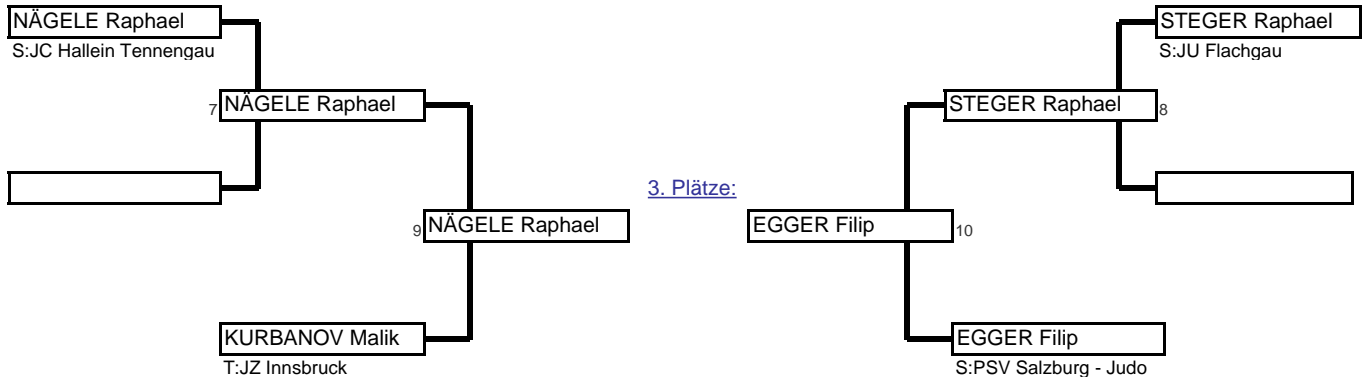 NÄGELE Raphael
STEGER Raphael
S:JC Hallein Tennengau
S:JU Flachgau
7 NÄGELE Raphael
STEGER Raphael 8
3. Plätze:
9 NÄGELE Raphael
EGGER Filip 10
KURBANOV Malik
EGGER Filip
T:JZ Innsbruck
S:PSV Salzburg - Judo